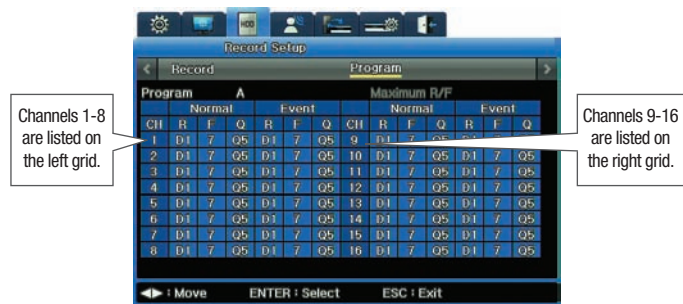 HDD
Record Setup
< Record Program >
Program A Maximum R/F
Normal Event Normal Event
CH R F Q R F Q CH R F Q R F Q
1 D1 7 Q5 D1 7 Q5 9 D1 7 Q5 D1 7 Q5
2 D1 7 Q5 D1 7 Q5 10 D1 7 Q5 D1 7 Q5
3 D1 7 Q5 D1 7 Q5 11 D1 7 Q5 D1 7 Q5
4 D1 7 Q5 D1 7 Q5 12 D1 7 Q5 D1 7 Q5
5 D1 7 Q5 D1 7 Q5 13 D1 7 Q5 D1 7 Q5
6 D1 7 Q5 D1 7 Q5 14 D1 7 Q5 D1 7 Q5
7 D1 7 Q5 D1 7 Q5 15 D1 7 Q5 D1 7 Q5
8 D1 7 Q5 D1 7 Q5 16 D1 7 Q5 D1 7 Q5
◀▶ : Move ENTER : Select ESC : Exit
Channels 1-8
are listed on
the left grid.
Channels 9-16
are listed on
the right grid.